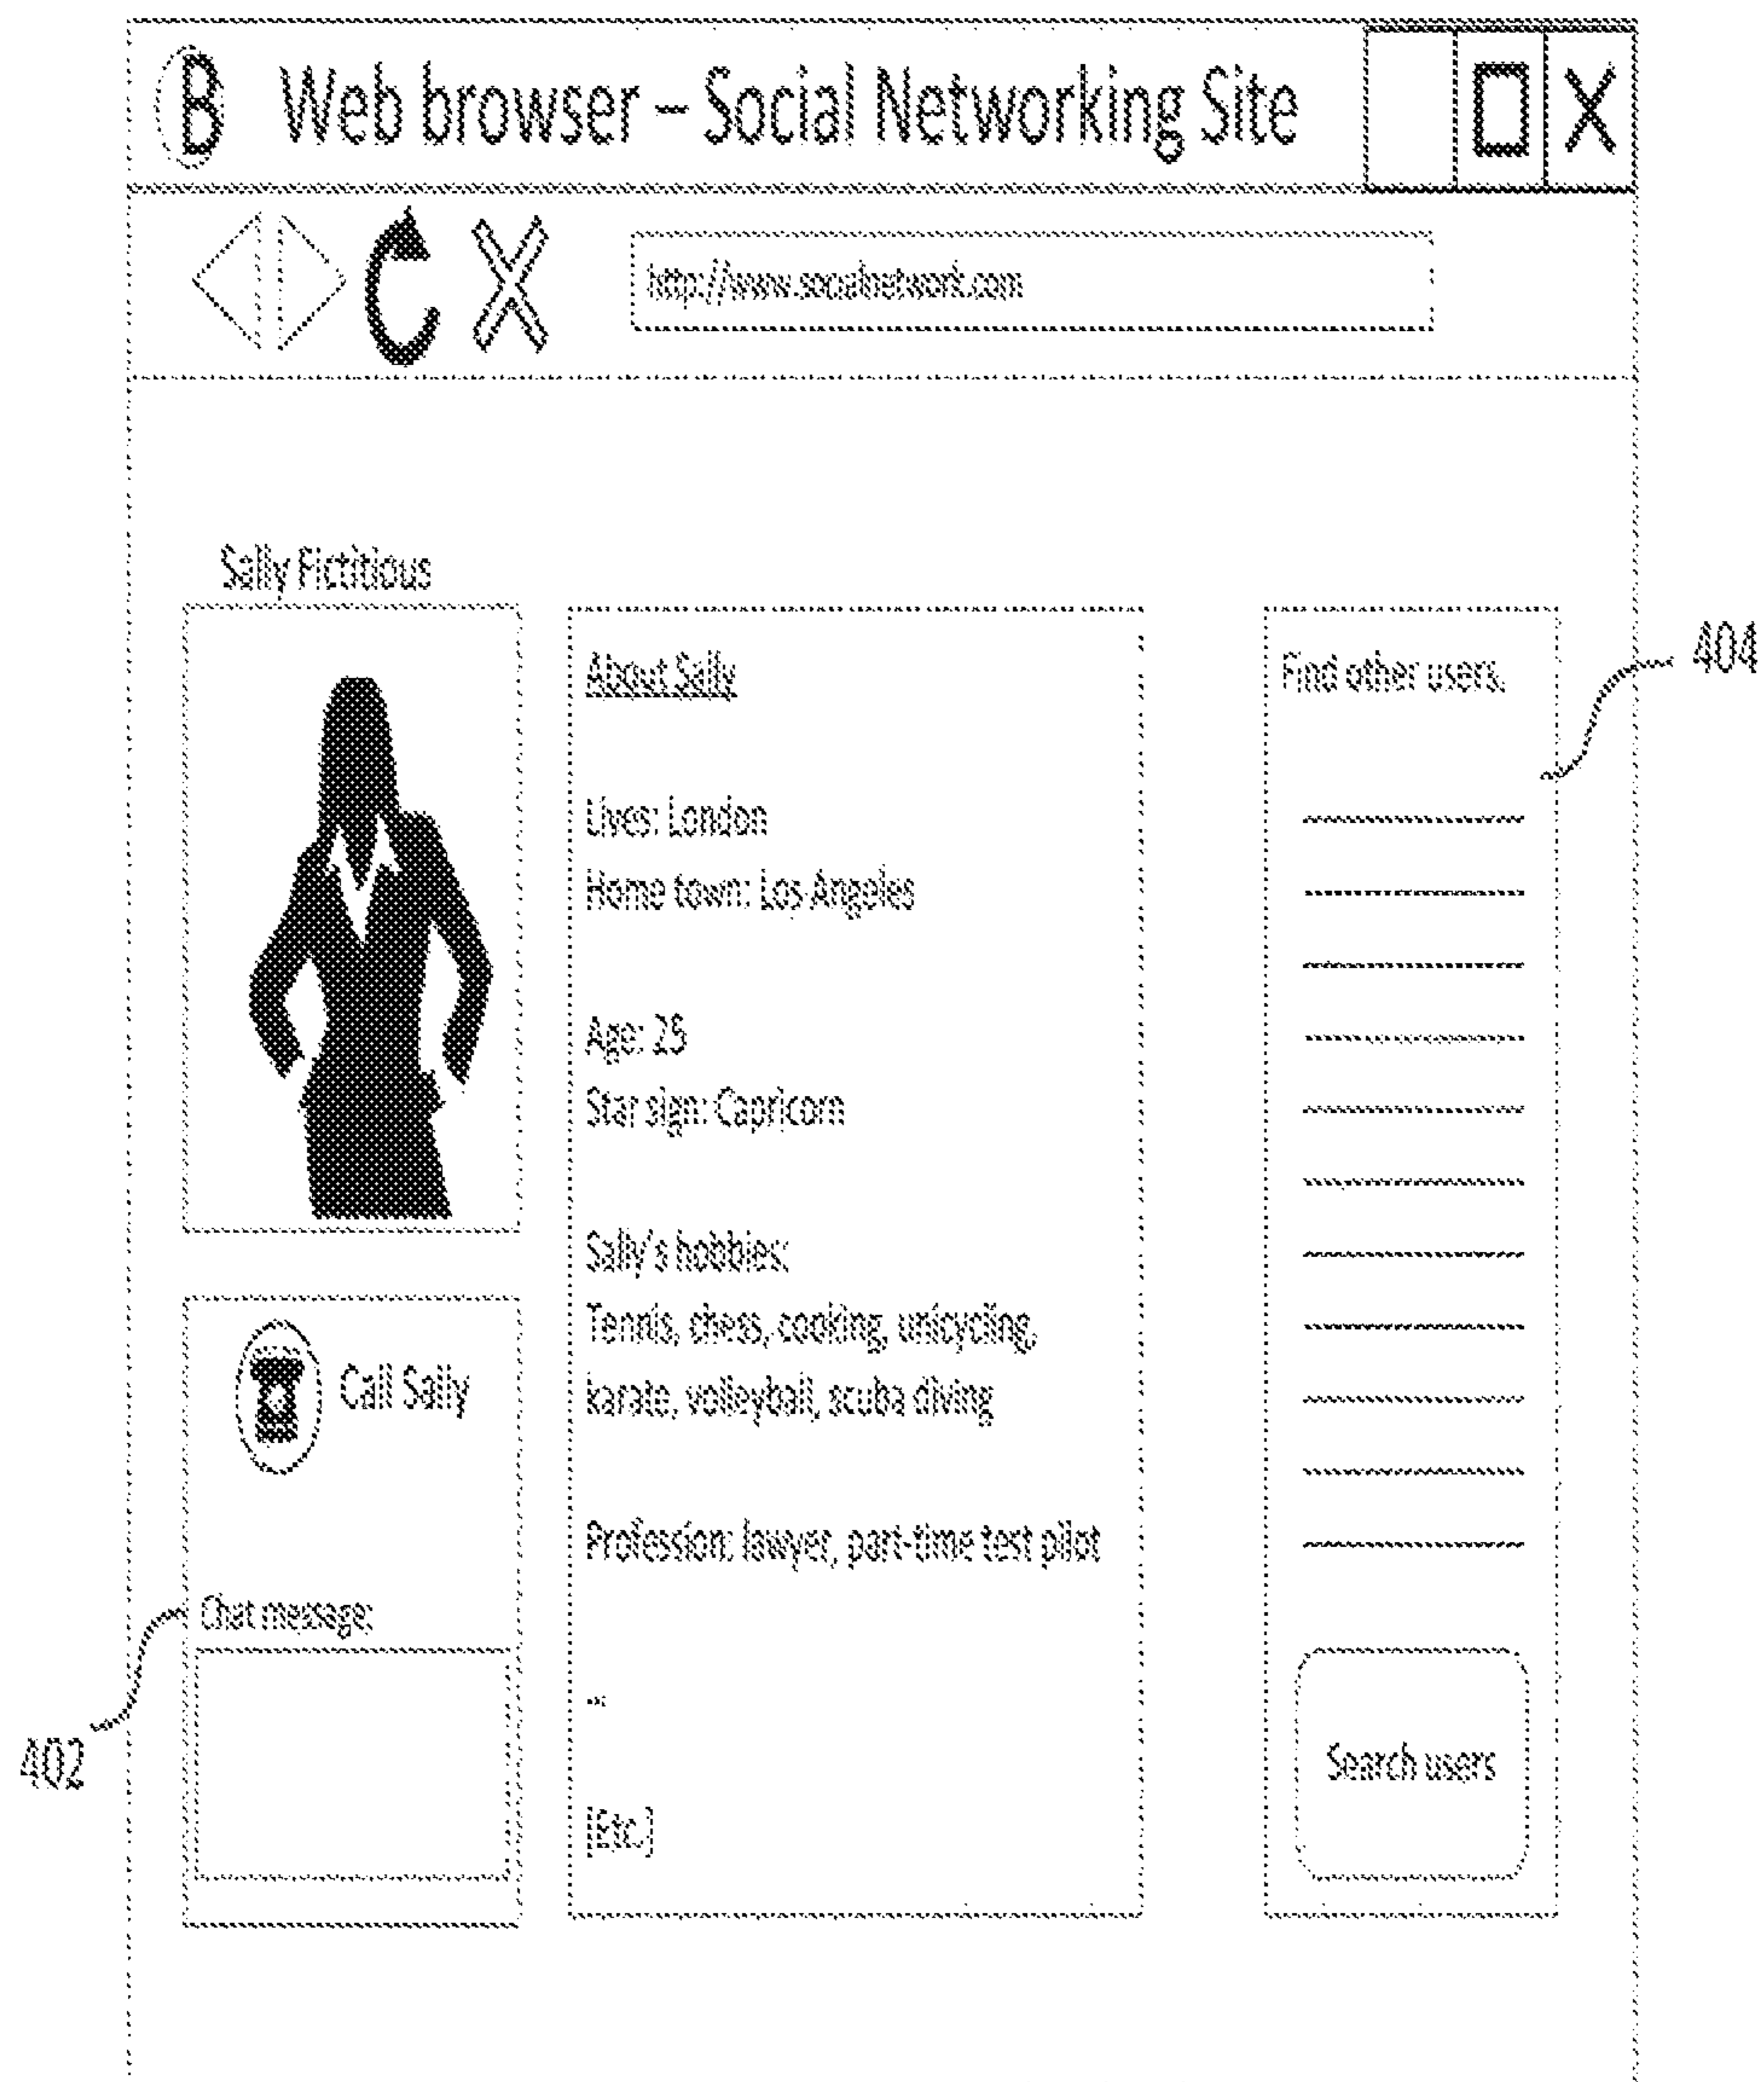 B Web browser – Social Networking Site X
http://www.socialnetwork.com
Sally Fictitious
About Sally
Lives: London
Home town: Los Angeles
Age: 25
Star sign: Capricorn
Sally's hobbies:
Tennis, chess, cooking, unicycling,
karate, volleyball, scuba diving
Profession: lawyer, part-time test pilot
...
[Etc.]
Call Sally
Chat message:
402
Find other users.
404
Search users